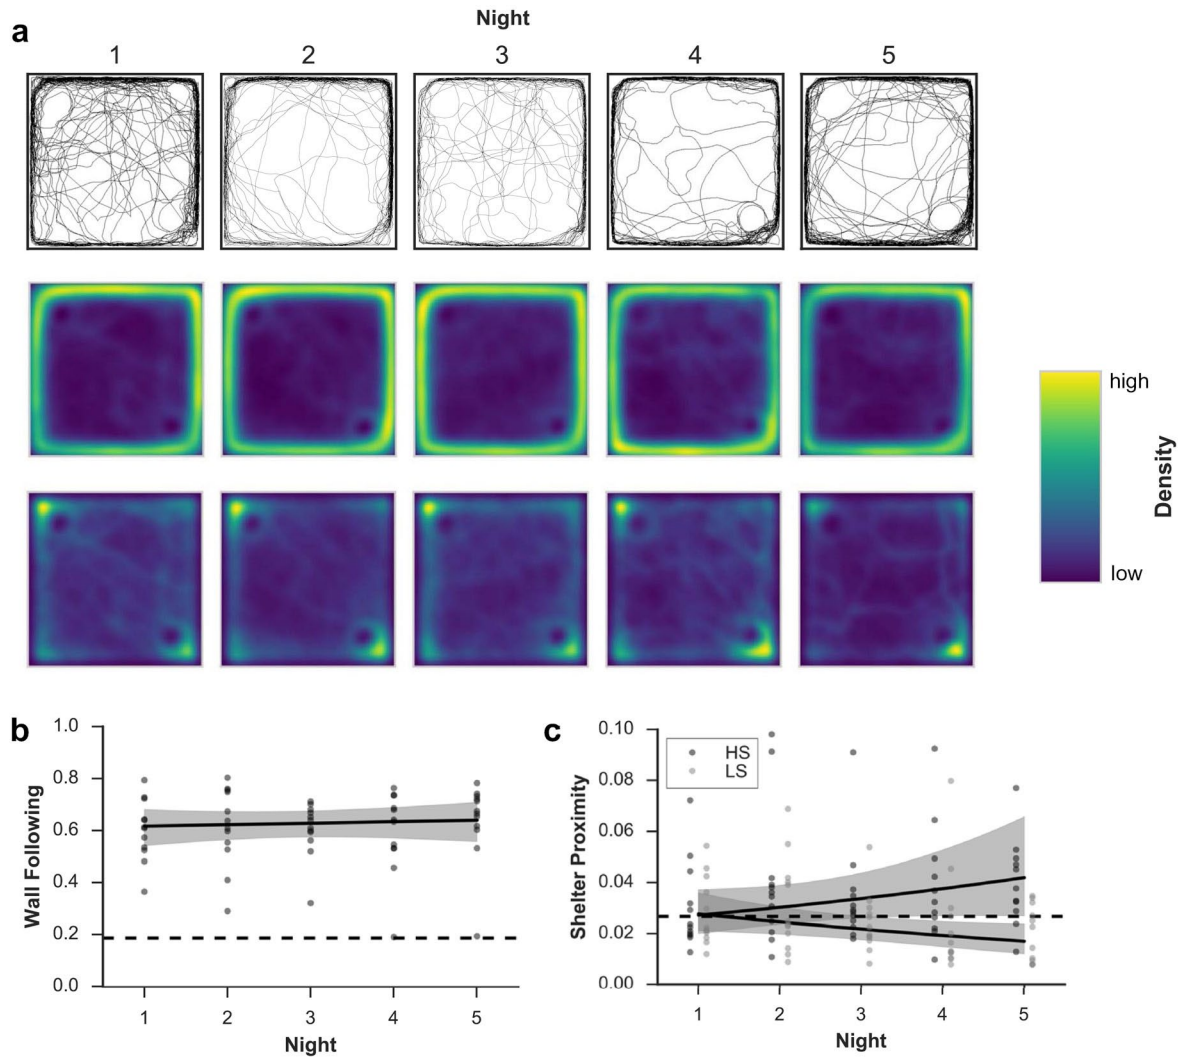 a
Night
1 2 3 4 5
high
low
Density
b
1.0
0.8
0.6
0.4
0.2
0.0
Wall Following
1 2 3 4 5
Night
c
0.10
0.08
0.06
0.04
0.02
0.00
Shelter Proximity
HS
LS
1 2 3 4 5
Night